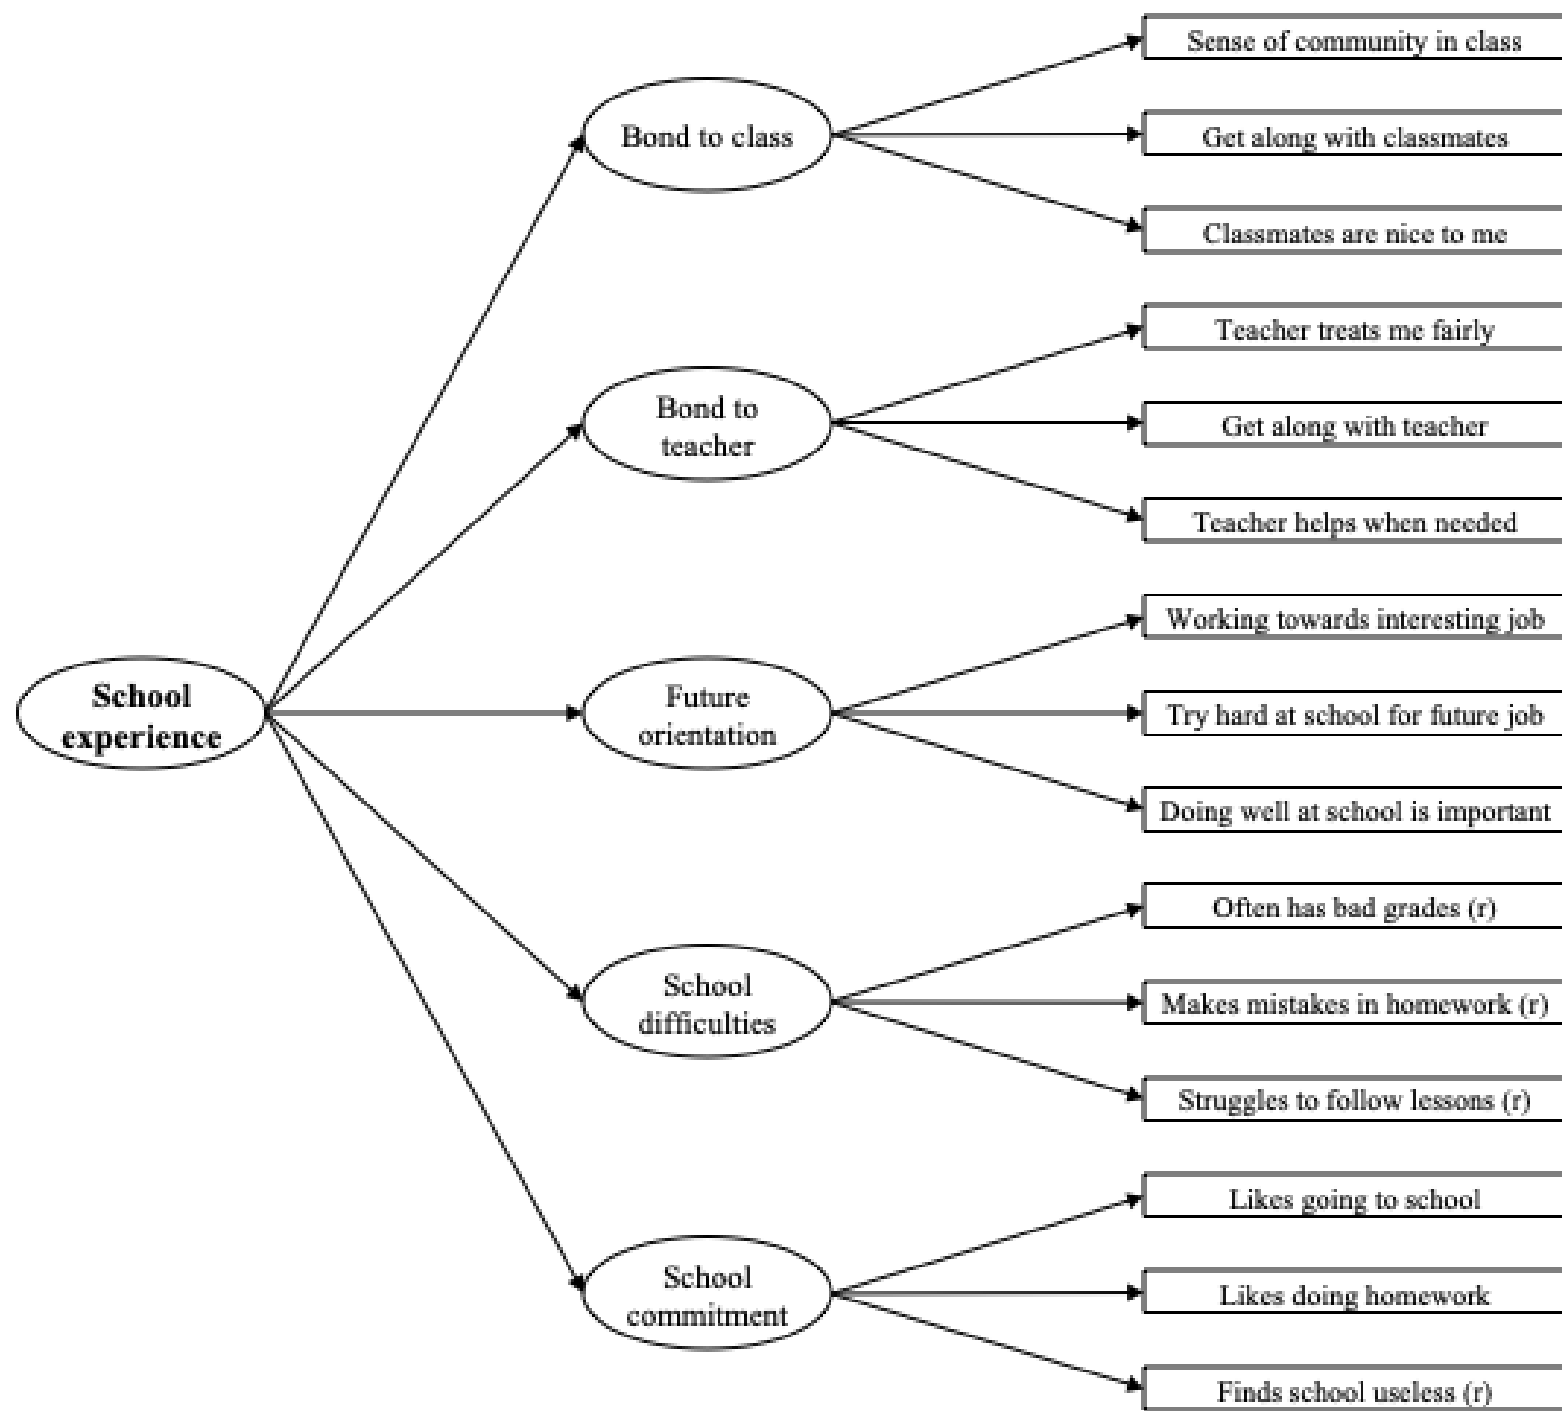 Sense of community in class
Bond to class
Get along with classmates
Classmates are nice to me
Teacher treats me fairly
Bond to
teacher
Get along with teacher
Teacher helps when needed
Working towards interesting job
School
experience
Future
orientation
Try hard at school for future job
Doing well at school is important
Often has bad grades (r)
School
difficulties
Makes mistakes in homework (r)
Struggles to follow lessons (r)
Likes going to school
School
commitment
Likes doing homework
Finds school useless (r)